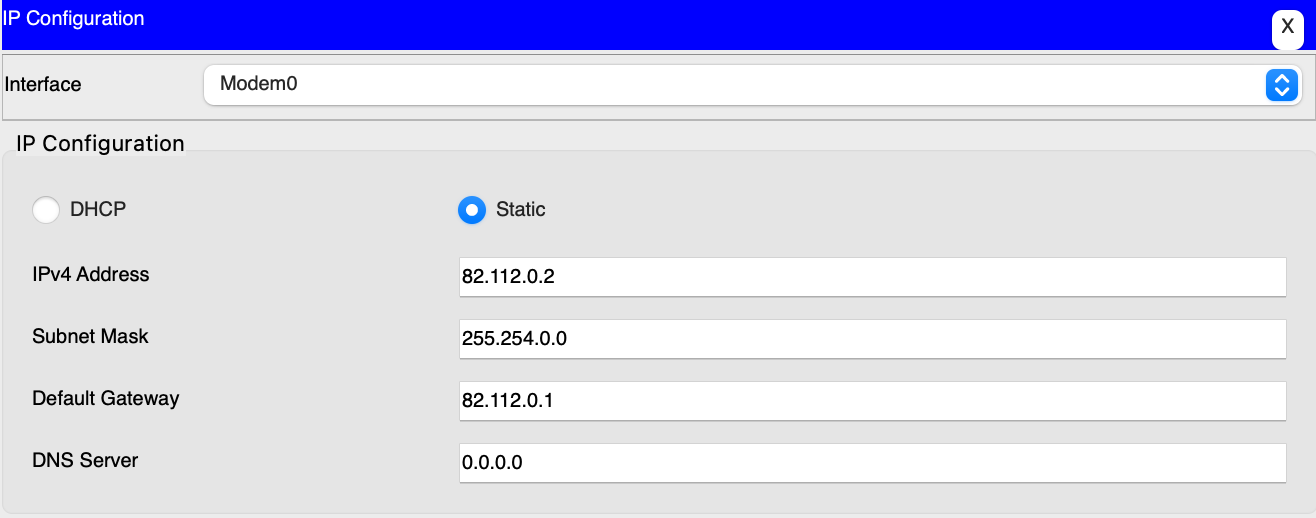 IP Configuration
X
Interface
Modem0
IP Configuration
DHCP
Static
IPv4 Address
82.112.0.2
Subnet Mask
255.254.0.0
Default Gateway
82.112.0.1
DNS Server
0.0.0.0